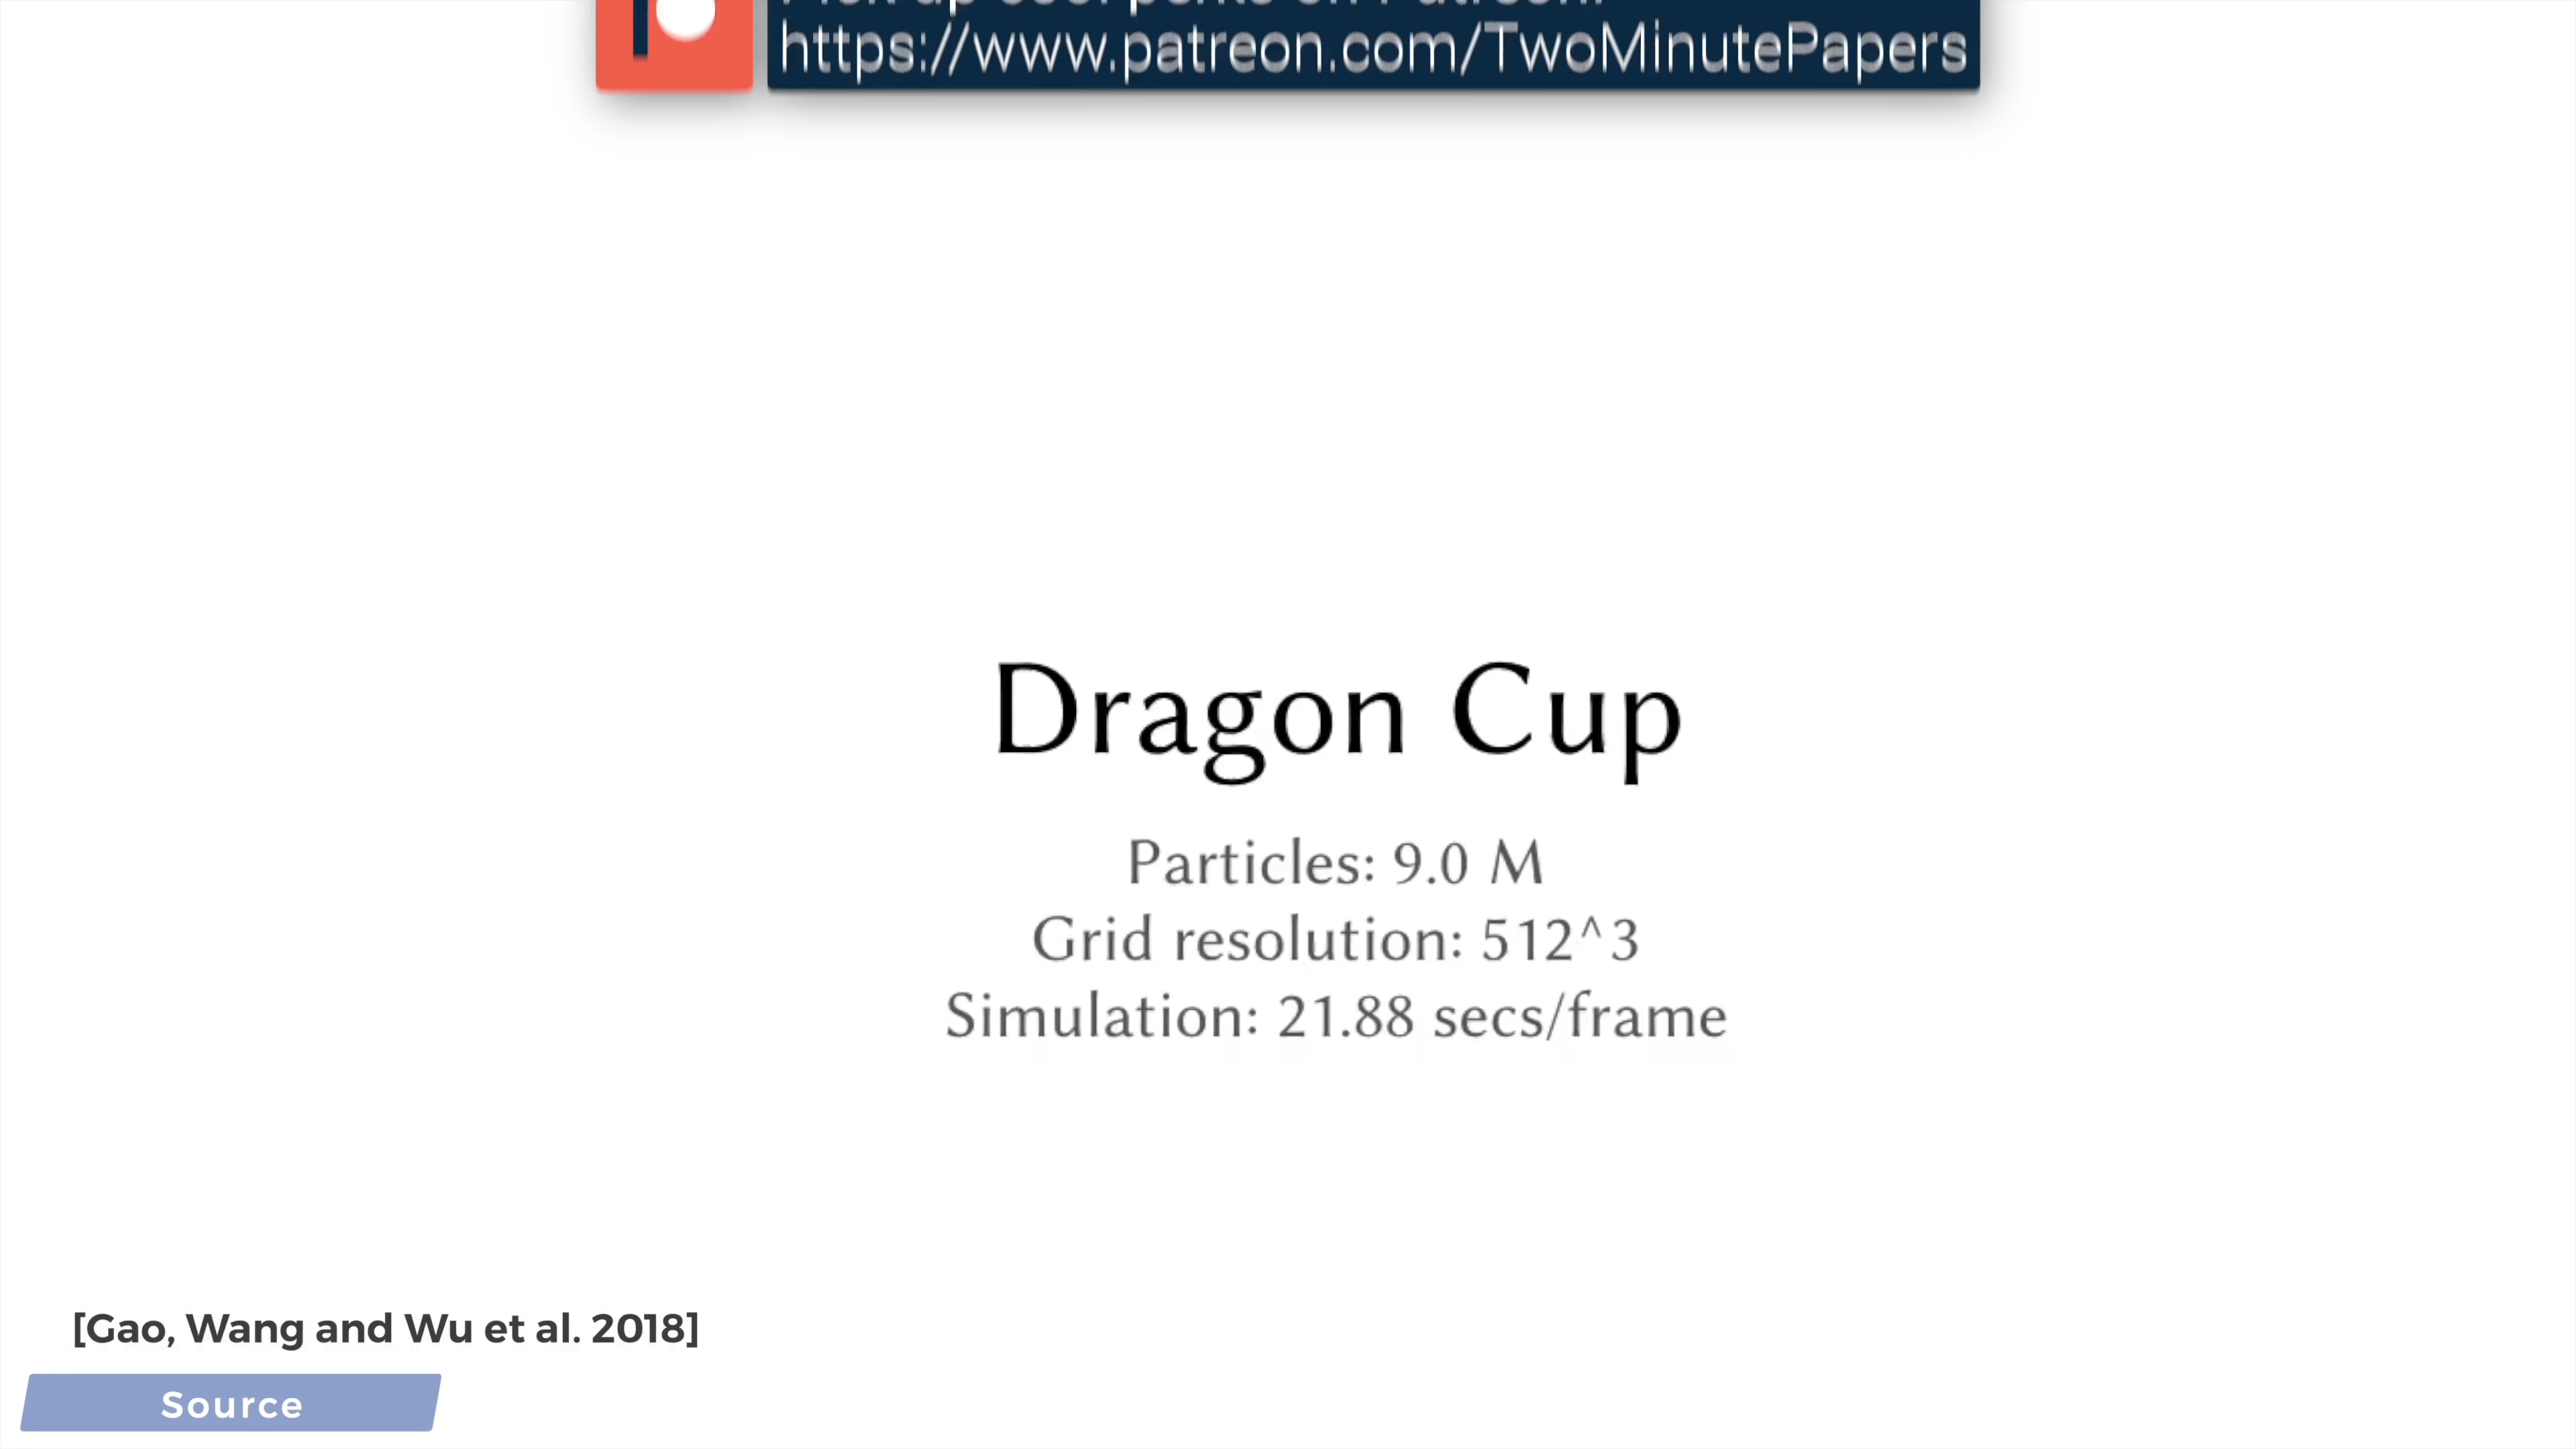 https://www.patreon.com/TwoMinutePapers
Dragon Cup
Particles: 9.0 M
Grid resolution: 512^3
Simulation: 21.88 secs/frame
[Gao, Wang and Wu et al. 2018]
Source